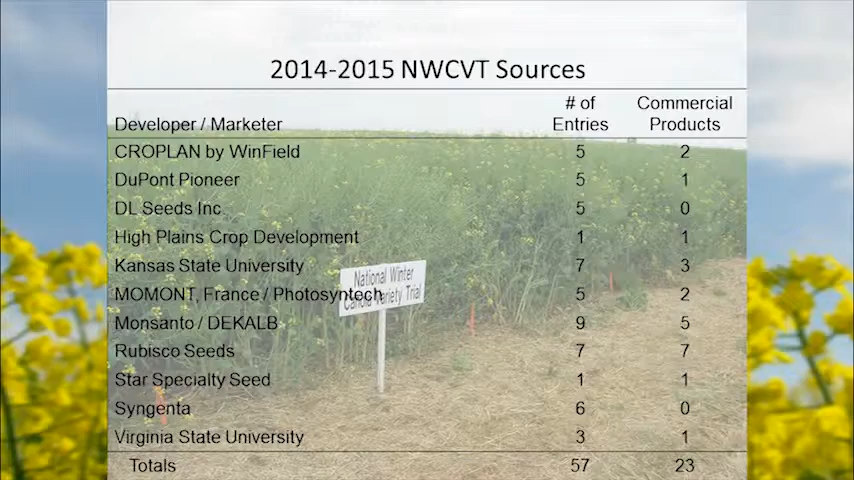 2014-2015 NWCVT Sources
Developer / Marketer # of Entries Commercial Products
CROPLAN by WinField 5 2
DuPont Pioneer 5 1
DL Seeds Inc 5 0
High Plains Crop Development 1 1
Kansas State University 7 3
National Winter
Canola Variety Trial
MOMONT, France / Photosyntech 5 2
Monsanto / DEKALB 9 5
Rubisco Seeds 7 7
Star Specialty Seed 1 1
Syngenta 6 0
Virginia State University 3 1
Totals 57 23